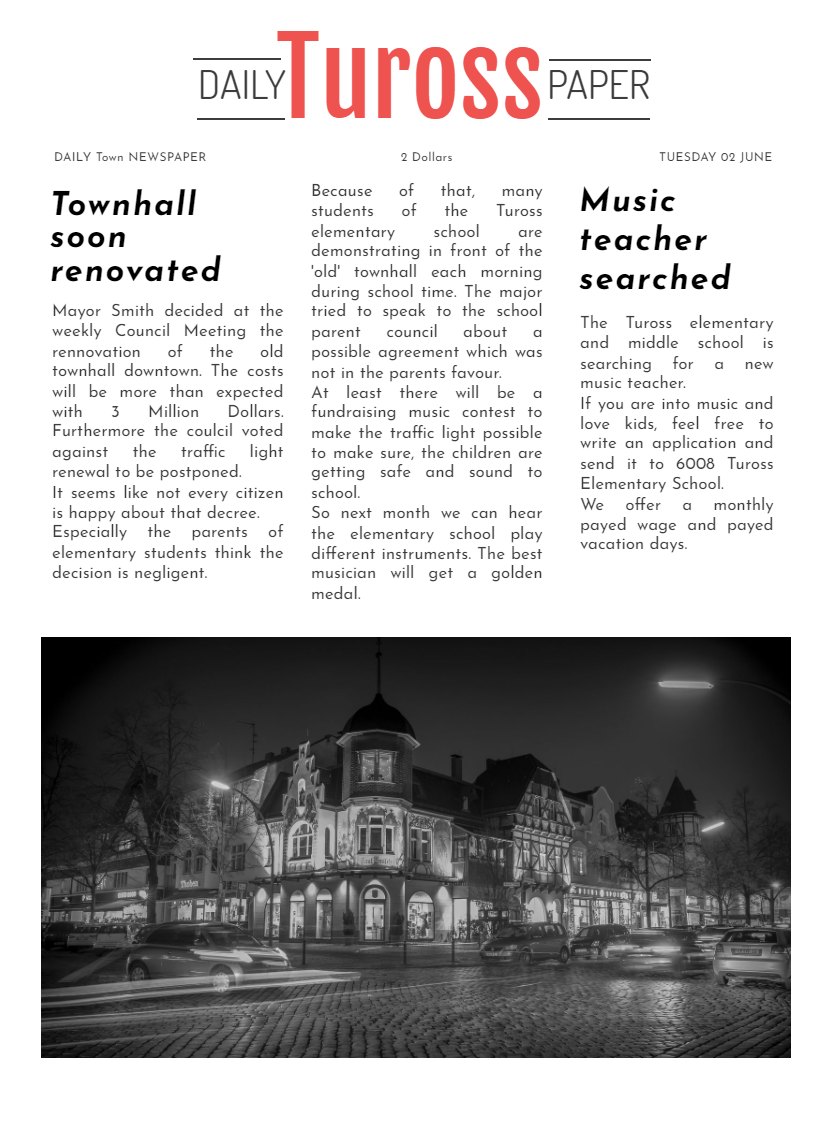 DAILY Tuross PAPER
DAILY Town NEWSPAPER
2 Dollars
TUESDAY 02 JUNE
Townhall
soon
renovated
Mayor Smith decided at the
weekly Council Meeting the
rennovation of the old
townhall downtown. The costs
will be more than expected
with 3 Million Dollars.
Furthermore the coulcil voted
against the traffic light
renewal to be postponed.
It seems like not every citizen
is happy about that decree.
Especially the parents of
elementary students think the
decision is negligent.
Because of that, many
students of the Tuross
elementary school are
demonstrating in front of the
'old' townhall each morning
during school time. The major
tried to speak to the school
parent council about a
possible agreement which was
not in the parents favour.
At least there will be a
fundraising music contest to
make the traffic light possible
to make sure, the children are
getting safe and sound to
school.
So next month we can hear
the elementary school play
different instruments. The best
musician will get a golden
medal.
Music
teacher
searched
The Tuross elementary
and middle school is
searching for a new
music teacher.
If you are into music and
love kids, feel free to
write an application and
send it to 6008 Tuross
Elementary School.
We offer a monthly
payed wage and payed
vacation days.